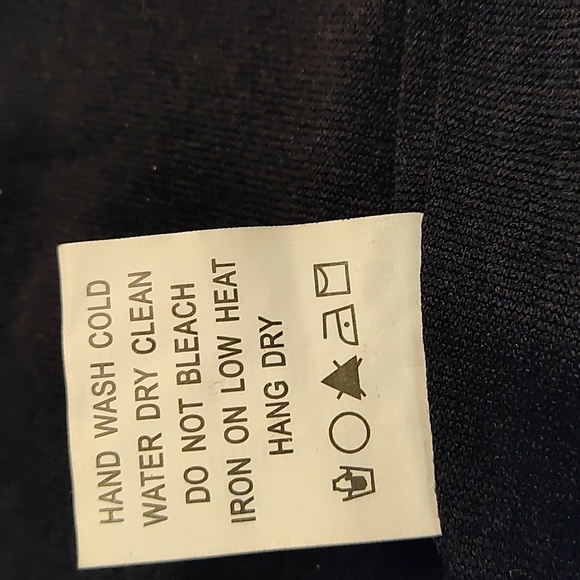 HAND WASH COLD
WATER DRY CLEAN
DO NOT BLEACH
IRON ON LOW HEAT
HANG DRY